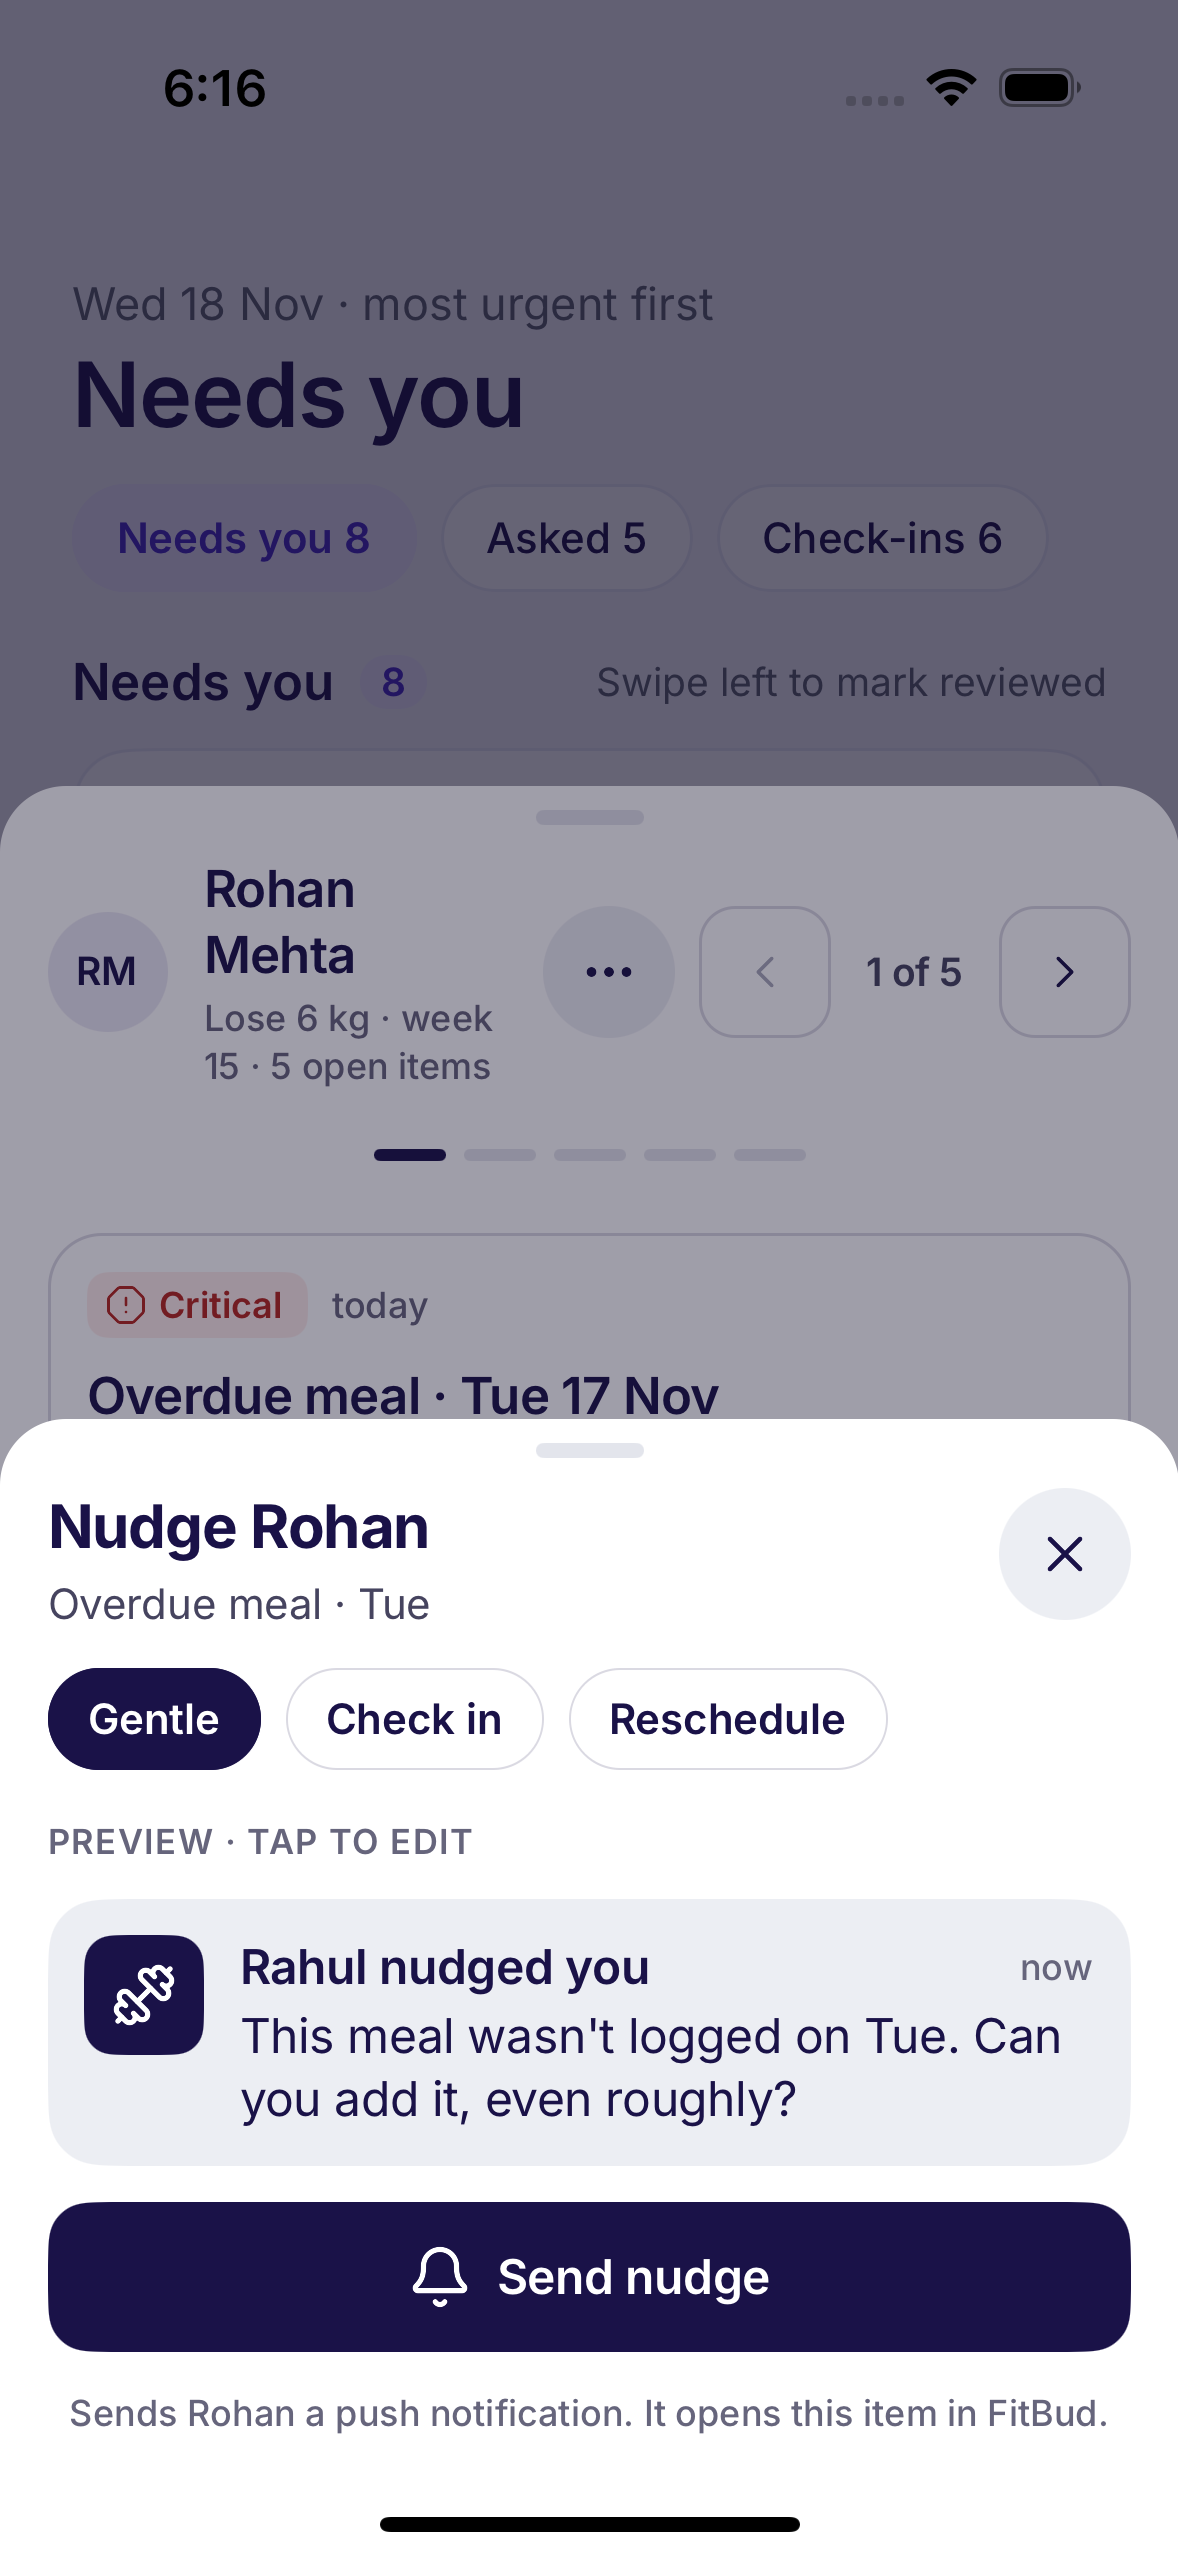 6:16
Wed 18 Nov · most urgent first
Needs you
Needs you 8
Asked 5
Check-ins 6
Needs you 8
Swipe left to mark reviewed
RM
Rohan
Mehta
Lose 6 kg · week
15 · 5 open items
1 of 5
Critical
today
Overdue meal · Tue 17 Nov
Nudge Rohan
Overdue meal · Tue
Gentle
Check in
Reschedule
PREVIEW · TAP TO EDIT
Rahul nudged you
now
This meal wasn't logged on Tue. Can
you add it, even roughly?
Send nudge
Sends Rohan a push notification. It opens this item in FitBud.